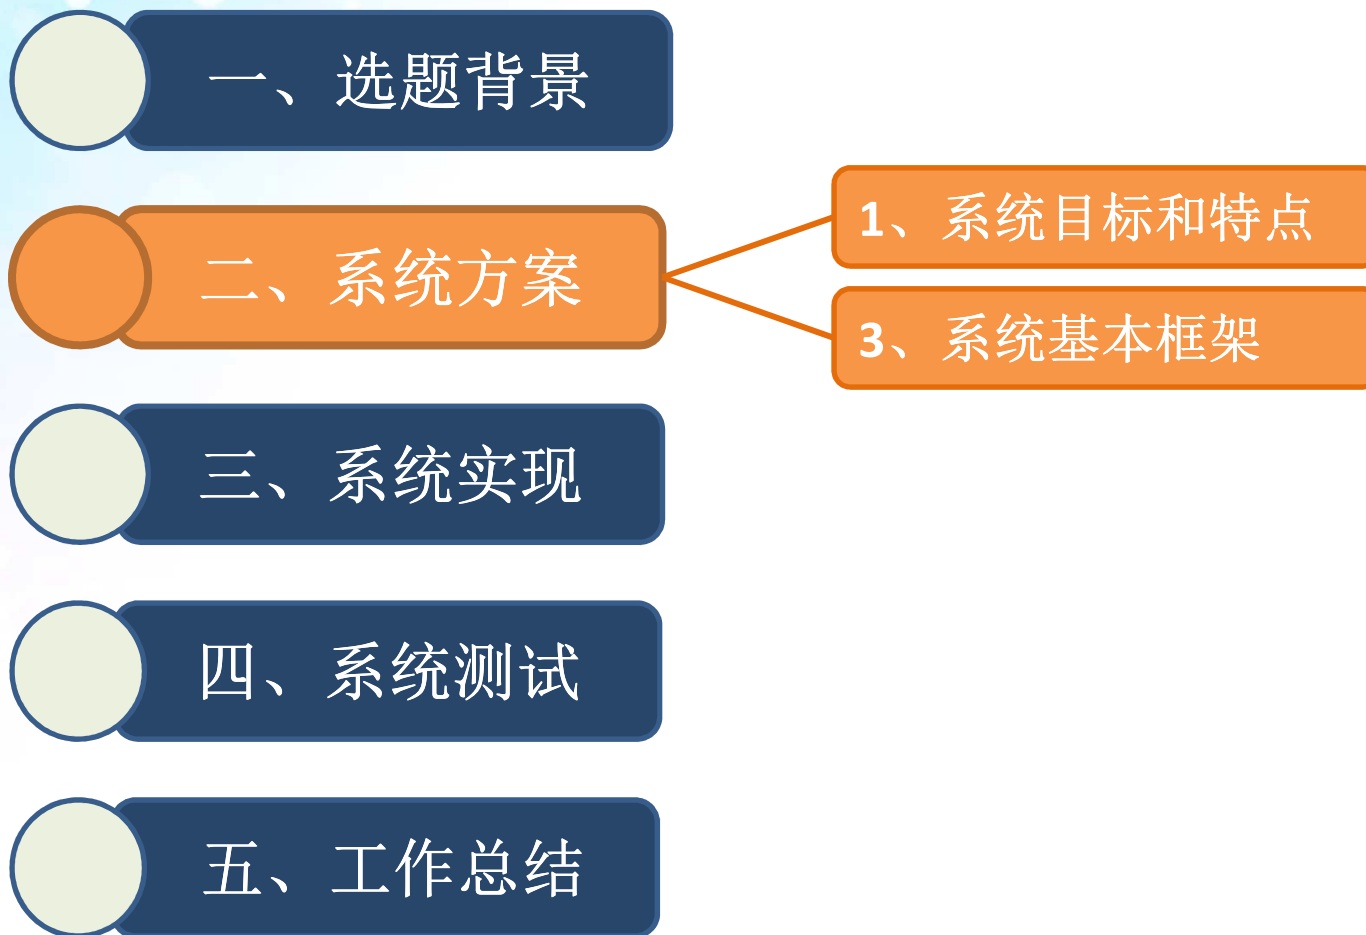 一、选题背景
二、系统方案
1、系统目标和特点
3、系统基本框架
三、系统实现
四、系统测试
五、工作总结